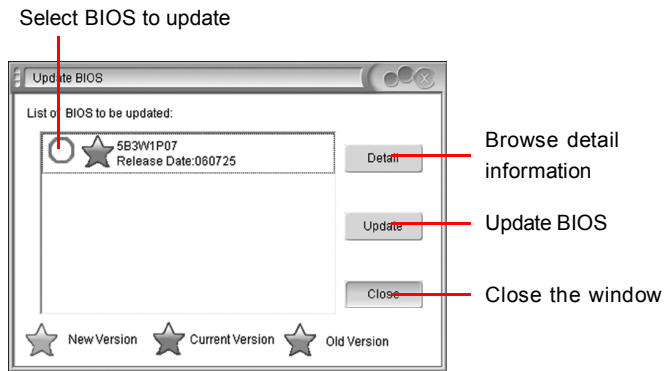 Select BIOS to update
Update BIOS
List of BIOS to be updated:
5B3W1P07
Release Date:060725
Detail
Browse detail
information
Update
Update BIOS
Close
Close the window
New Version
Current Version
Old Version